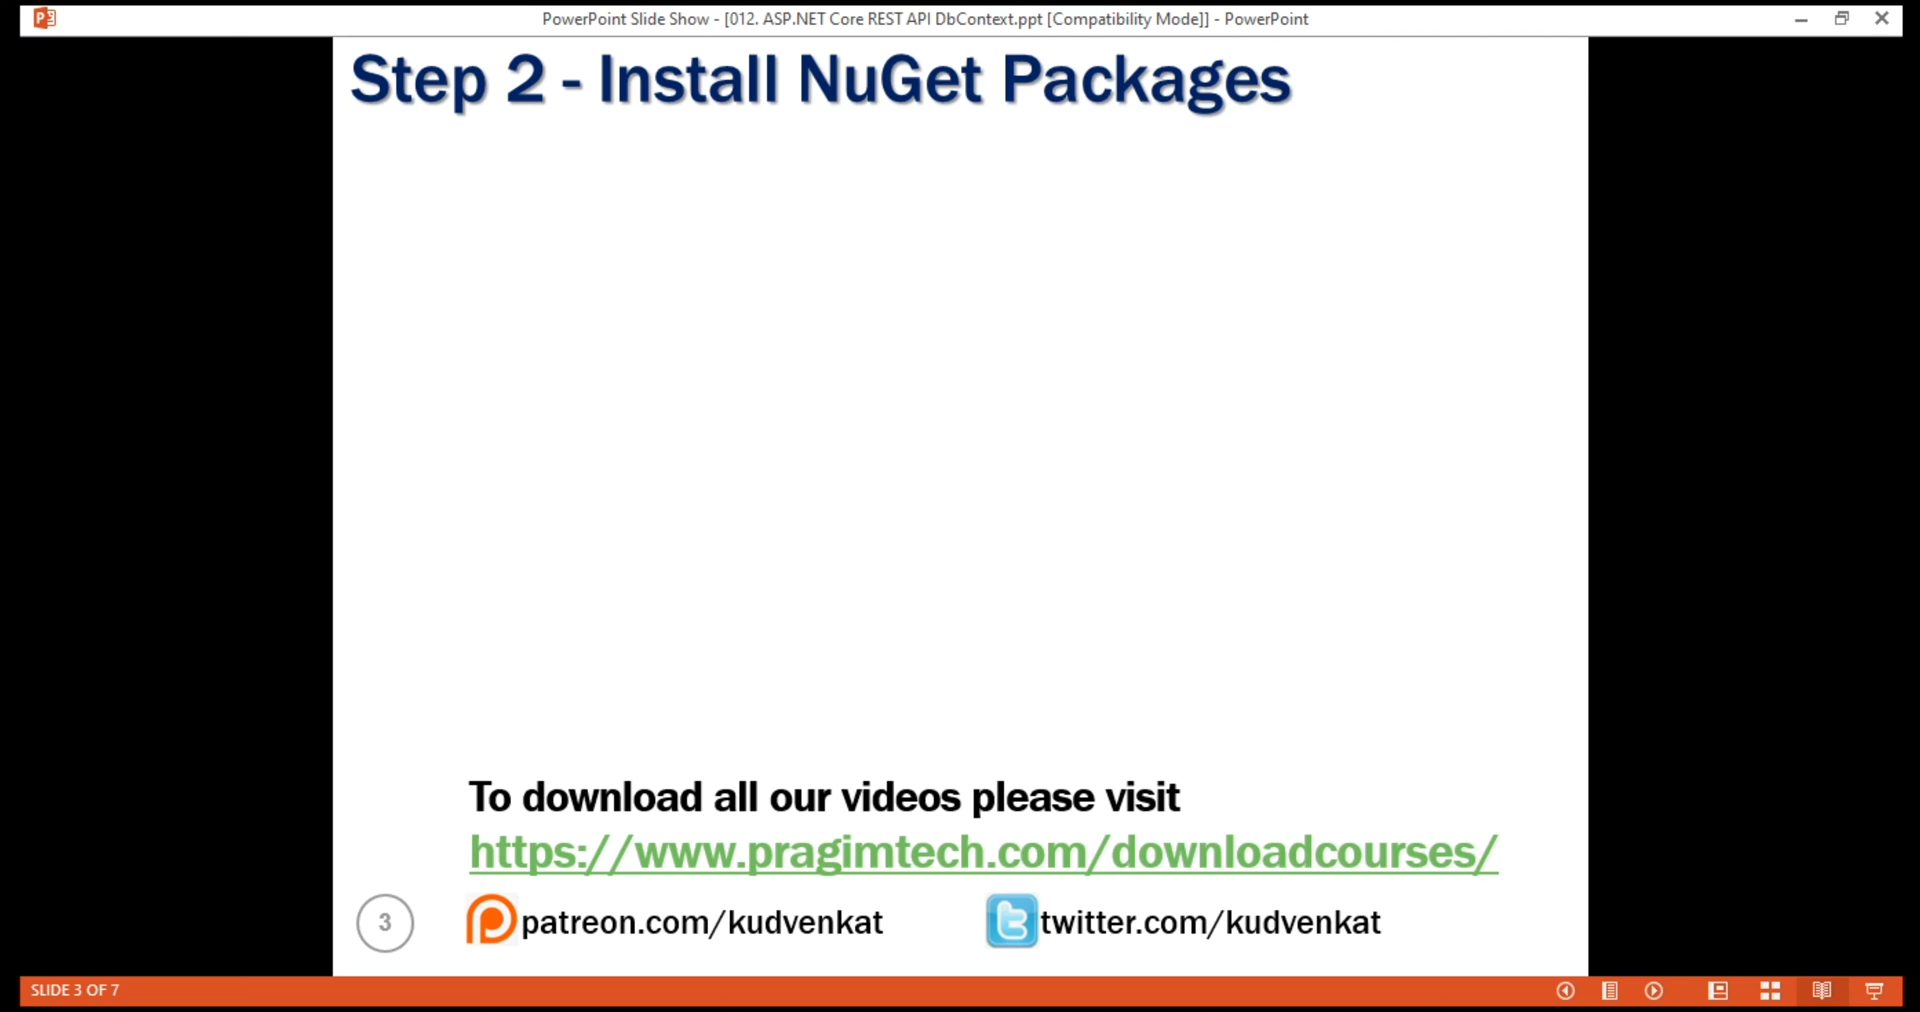 PowerPoint Slide Show - [012. ASP.NET Core REST API DbContext.ppt [Compatibility Mode]] - PowerPoint
Step 2 - Install NuGet Packages
To download all our videos please visit
https://www.pragimtech.com/downloadcourses/
3
patreon.com/kudvenkat
twitter.com/kudvenkat
SLIDE 3 OF 7